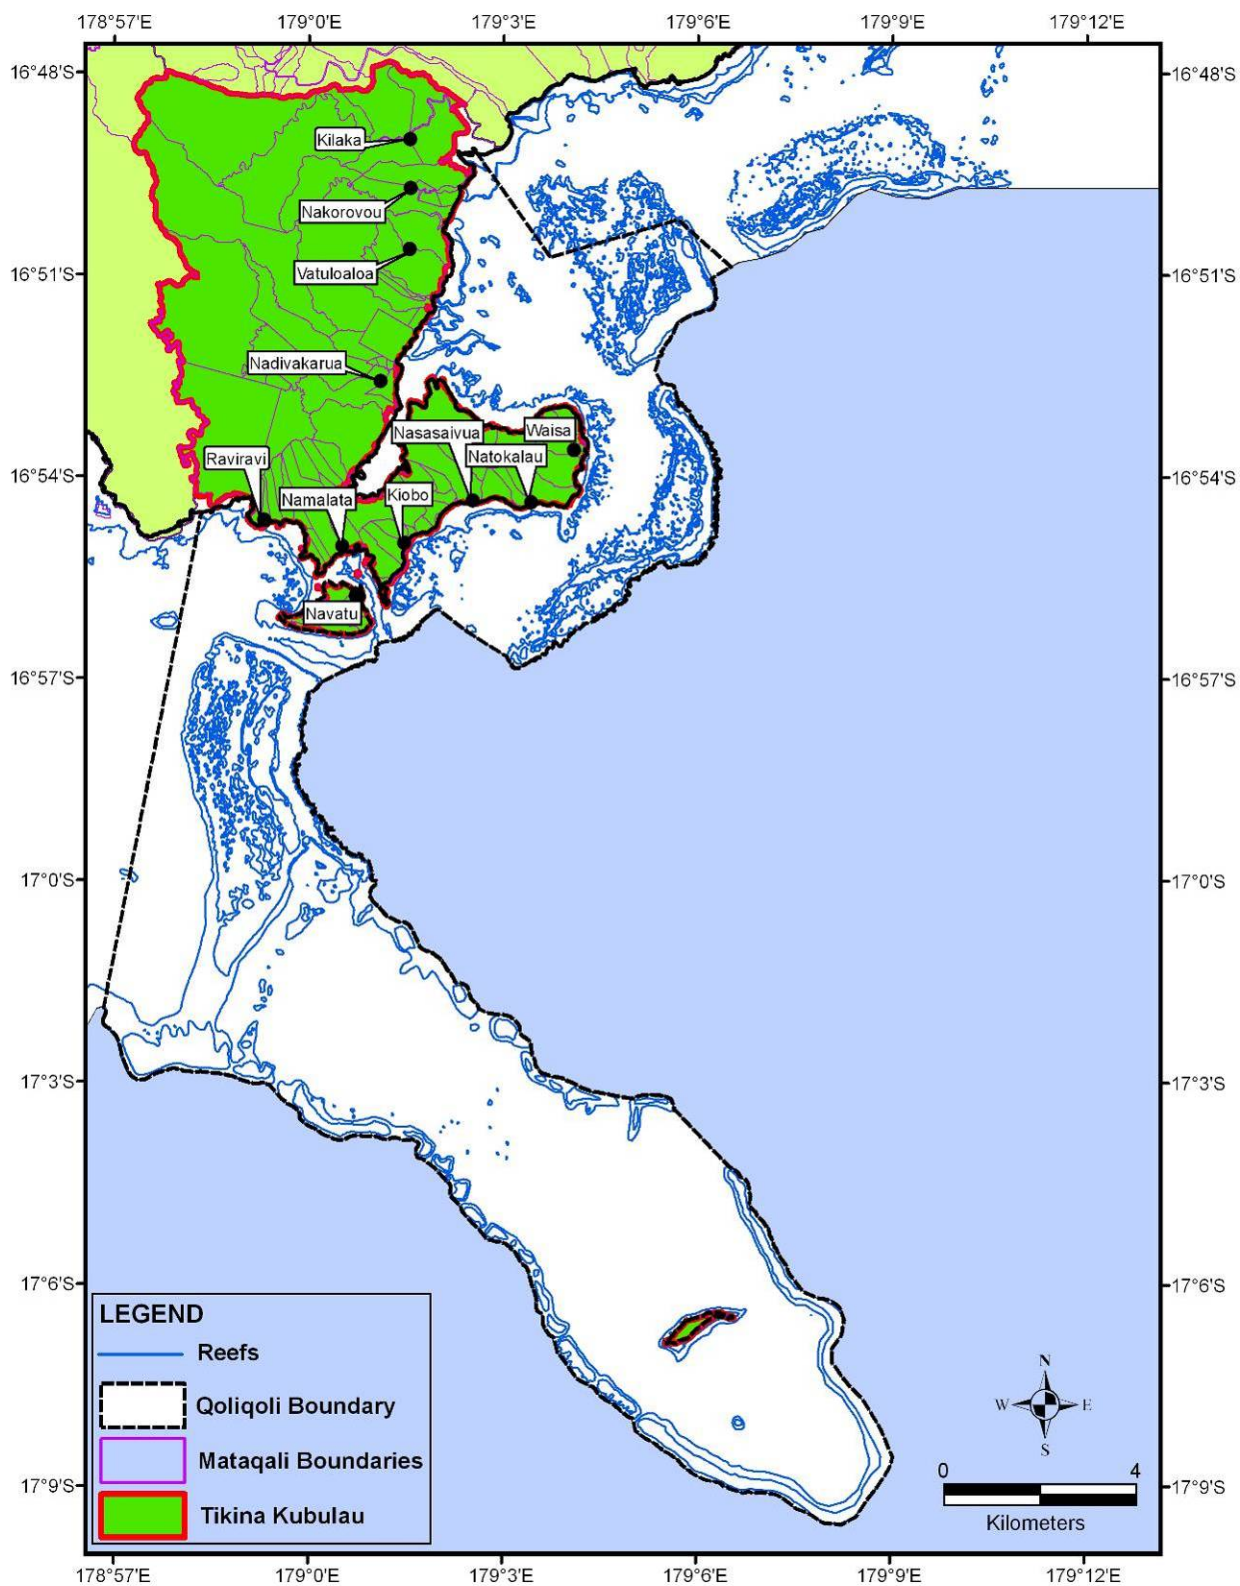 178°57'E 179°0'E 179°3'E 179°6'E 179°9'E 179°12'E
16°48'S 16°48'S
Kilaka
Nakorovou
Vatuloaloa
16°51'S 16°51'S
Nadivakarua
Nasasaivua Waisa
Raviravi Natokalau
16°54'S 16°54'S
Namalata Kiobo
Navatu
16°57'S 16°57'S
17°0'S 17°0'S
17°3'S 17°3'S
17°6'S 17°6'S
LEGEND
Reefs
Qoliqoli Boundary
Mataqali Boundaries
Tikina Kubulau
N
W E
S
0 4
Kilometers
17°9'S 17°9'S
178°57'E 179°0'E 179°3'E 179°6'E 179°9'E 179°12'E